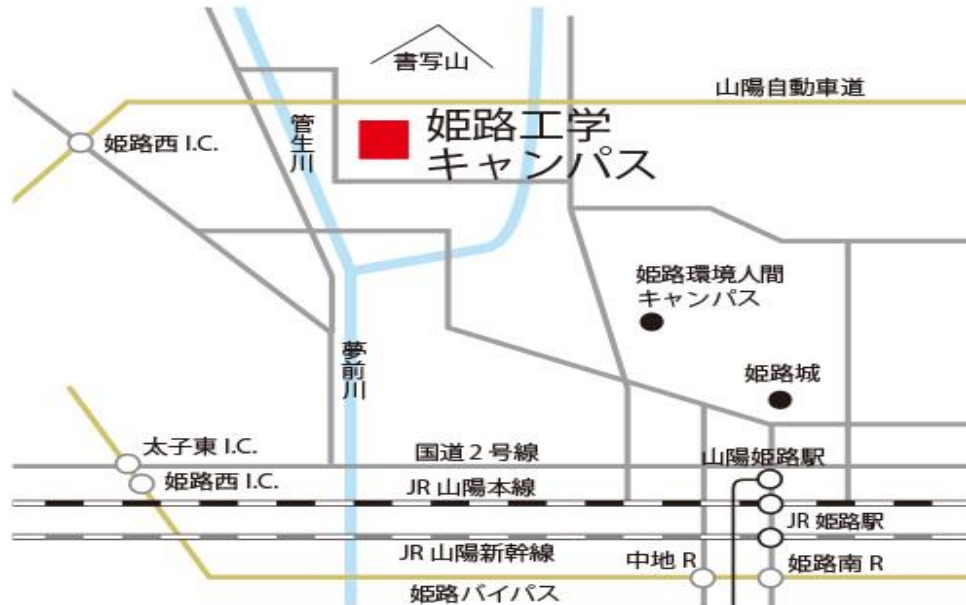 書写山
山陽自動車道
姫路西 I.C.
管生川
姫路工学
キャンパス
姫路環境人間
キャンパス
夢前川
姫路城
太子東 I.C.
国道2号線
山陽姫路駅
姫路西 I.C.
JR 山陽本線
JR 姫路駅
JR 山陽新幹線
中地 R
姫路南 R
姫路バイパス